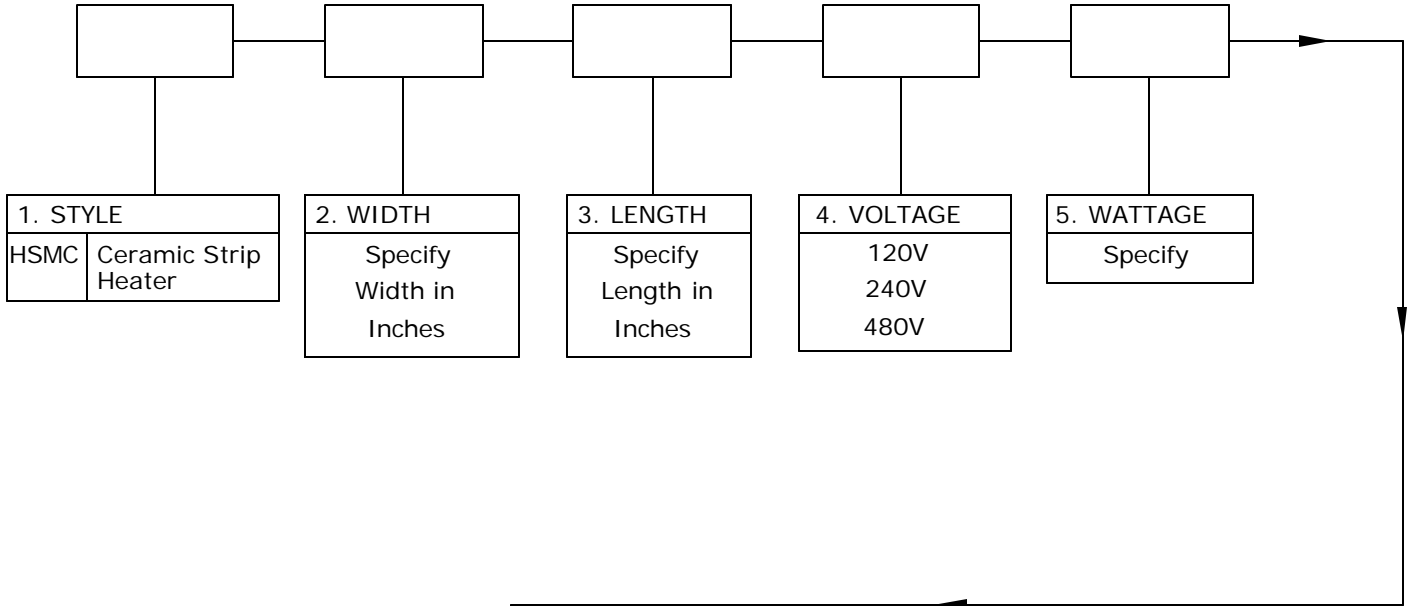 1. STYLE
HSMC
Ceramic Strip
Heater
2. WIDTH
Specify
Width in
Inches
3. LENGTH
Specify
Length in
Inches
4. VOLTAGE
120V
240V
480V
5. WATTAGE
Specify